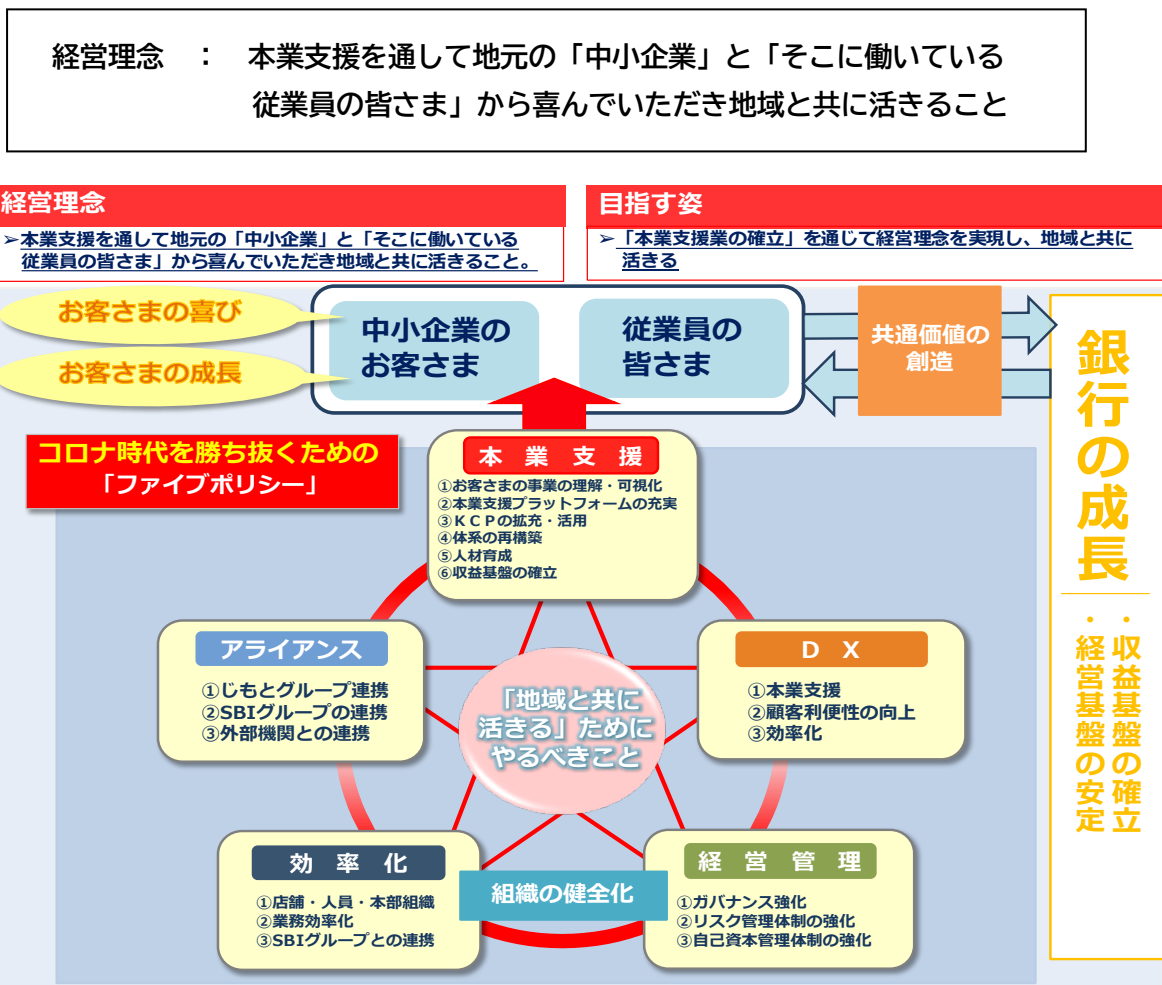 経営理念　：　本業支援を通して地元の「中小企業」と「そこに働いている
従業員の皆さま」から喜んでいただき地域と共に活きること
経営理念
➢本業支援を通して地元の「中小企業」と「そこに働いている
従業員の皆さま」から喜んでいただき地域と共に活きること。
目指す姿
➢「本業支援業の確立」を通じて経営理念を実現し、地域と共に
活きる
お客さまの喜び
お客さまの成長
中小企業の
お客さま
従業員の
皆さま
共通価値の
創造
銀行の成長
・収益基盤の確立
・経営基盤の安定
コロナ時代を勝ち抜くための
「ファイブポリシー」
本　業　支　援
①お客さまの事業の理解・可視化
②本業支援プラットフォームの充実
③ＫＣＰの拡充・活用
④体系の再構築
⑤人材育成
⑥収益基盤の確立
アライアンス
①じもとグループ連携
②SBIグループの連携
③外部機関との連携
Ｄ　Ｘ
①本業支援
②顧客利便性の向上
③効率化
「地域と共に
活きる」ために
やるべきこと
効　率　化
①店舗・人員・本部組織
②業務効率化
③SBIグループとの連携
組織の健全化
経　営　管　理
①ガバナンス強化
②リスク管理体制の強化
③自己資本管理体制の強化